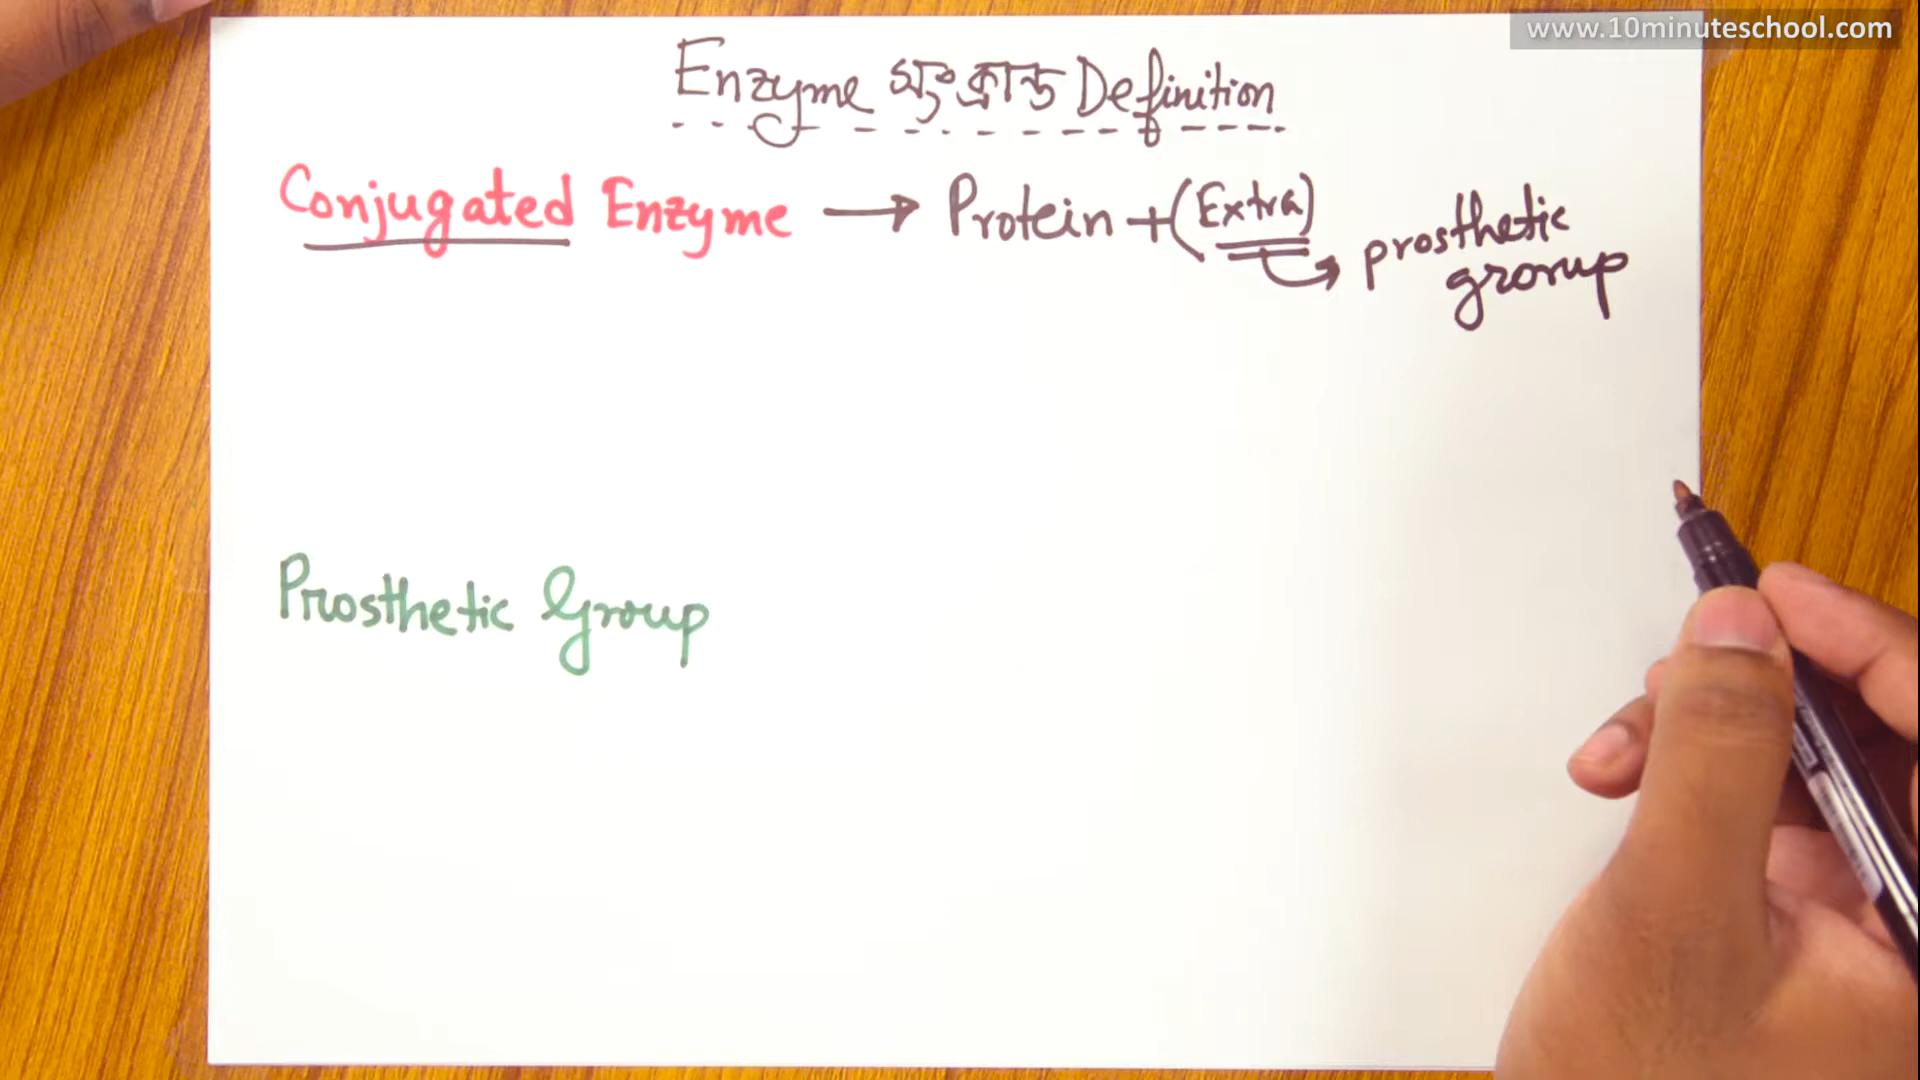 www.10minuteschool.com
Enzyme সংক্রান্ত Definition
Conjugated Enzyme → Protein + (Extra)
prosthetic
group
Prosthetic Group